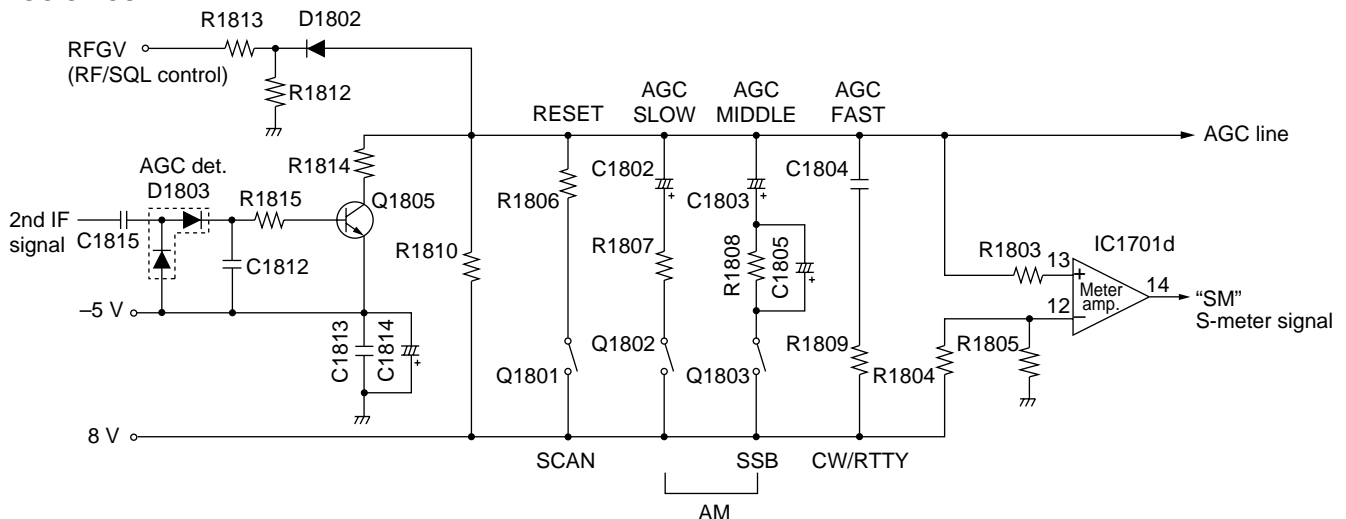 R1813
D1802
RFGV
(RF/SQL control)
R1812
RESET
AGC
SLOW
AGC
MIDDLE
AGC
FAST
AGC line
R1814
AGC det.
D1803
R1815
Q1805
2nd IF
signal
C1815
C1812
R1810
R1806
C1802
+
C1803
+
C1804
R1807
R1808
C1805
+
R1803
IC1701d
13
+
Meter
amp.
14
"SM"
S-meter signal
12
–
–5 V
C1813
C1814
+
Q1801
Q1802
Q1803
R1809
R1804
R1805
8 V
SCAN
SSB
CW/RTTY
AM